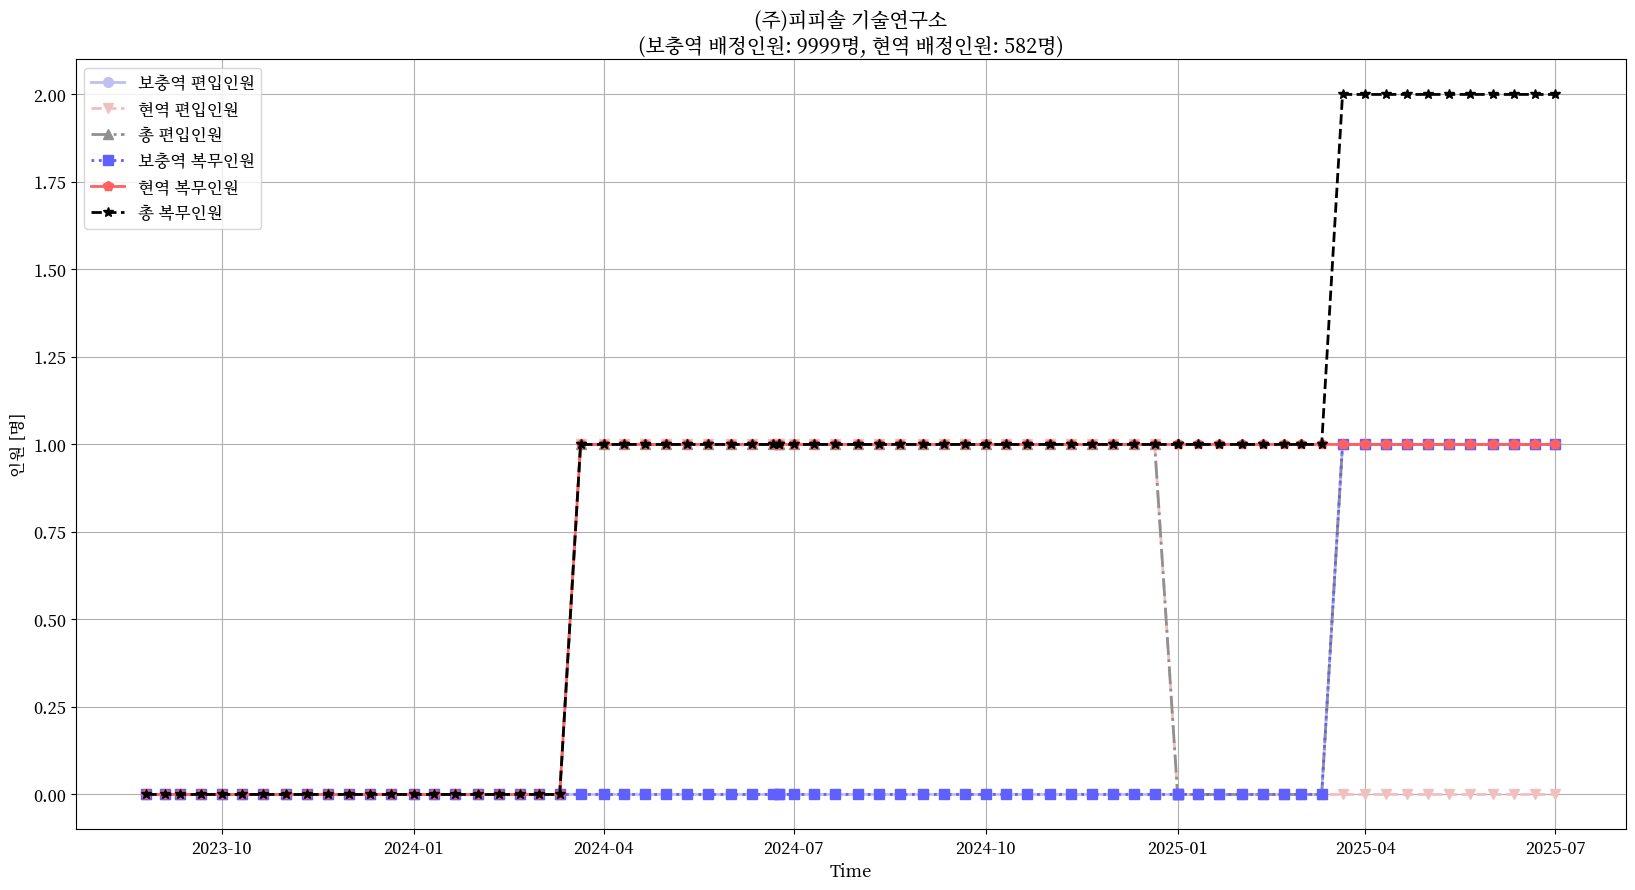 (주)피피솔 기술연구소
(보충역 배정인원: 9999명, 현역 배정인원: 582명)
보충역 편입인원
현역 편입인원
총 편입인원
보충역 복무인원
현역 복무인원
총 복무인원
2.00
1.75
1.50
1.25
1.00
0.75
0.50
0.25
0.00
인원 [명]
2023-10 2024-01 2024-04 2024-07 2024-10 2025-01 2025-04 2025-07
Time